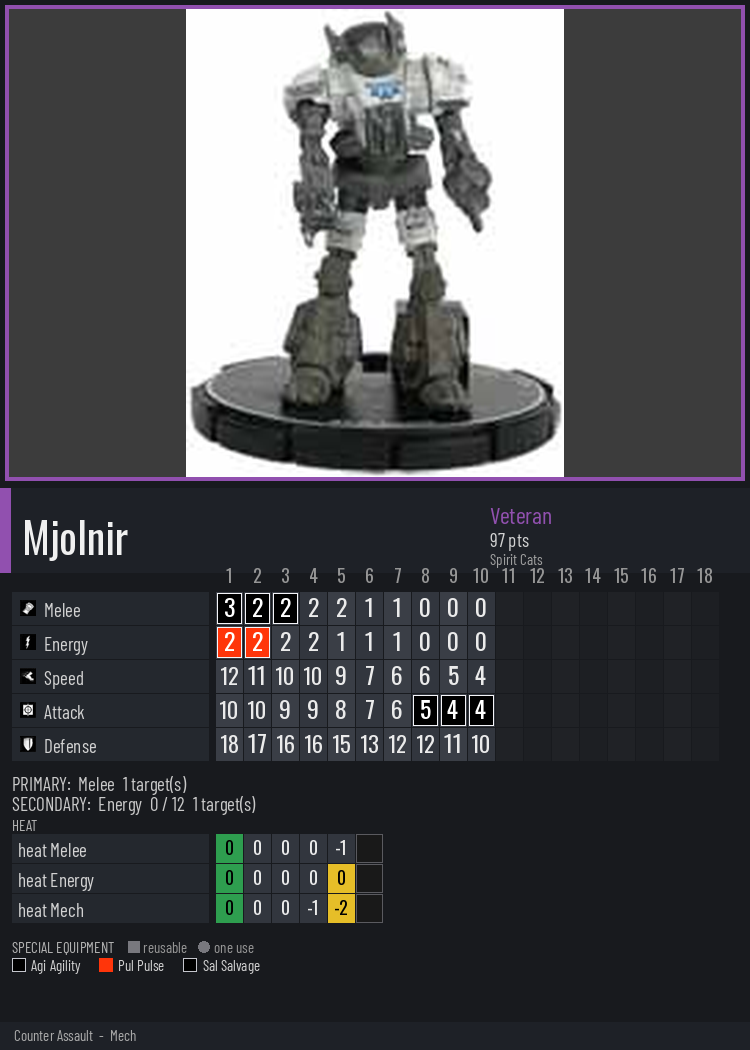 Mjolnir
Veteran
97 pts
Spirit Cats
1 2 3 4 5 6 7 8 9 10 11 12 13 14 15 16 17 18
Melee 3 2 2 2 2 1 1 0 0 0
Energy 2 2 2 2 1 1 1 0 0 0
Speed 12 11 10 10 9 7 6 6 5 4
Attack 10 10 9 9 8 7 6 5 4 4
Defense 18 17 16 16 15 13 12 12 11 10
PRIMARY: Melee 1 target(s)
SECONDARY: Energy 0 / 12 1 target(s)
HEAT
heat Melee 0 0 0 0 -1
heat Energy 0 0 0 0 0
heat Mech 0 0 0 -1 -2
SPECIAL EQUIPMENT reusable one use
Agi Agility Pul Pulse Sal Salvage
Counter Assault - Mech